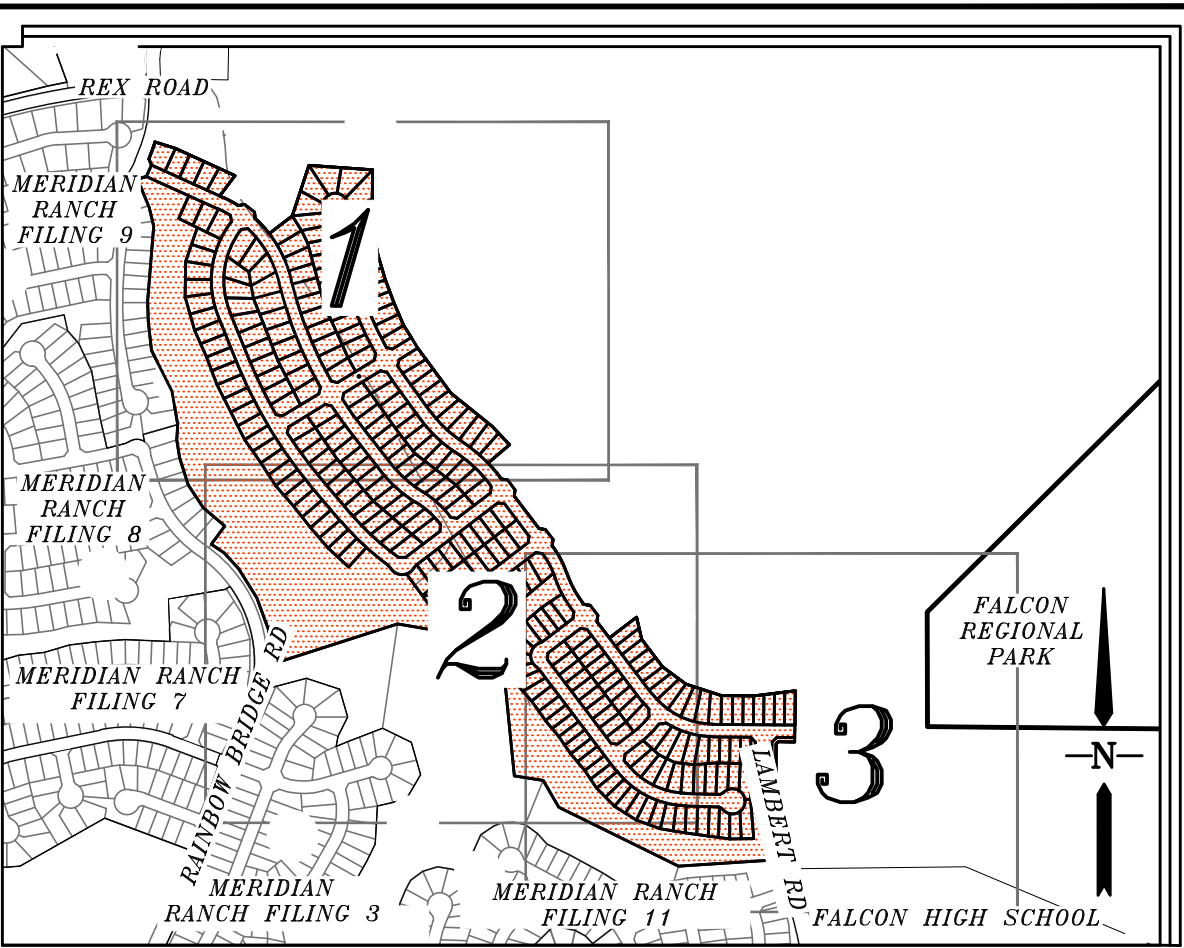 REX ROAD
MERIDIAN
RANCH
FILING 9
1
MERIDIAN
RANCH
FILING 8
2
FALCON
REGIONAL
PARK
MERIDIAN RANCH
FILING 7
RAINBOW BRIDGE RD
3
-N-
LAMBERT RD
MERIDIAN
RANCH FILING 3
MERIDIAN RANCH
FILING 11
FALCON HIGH SCHOOL